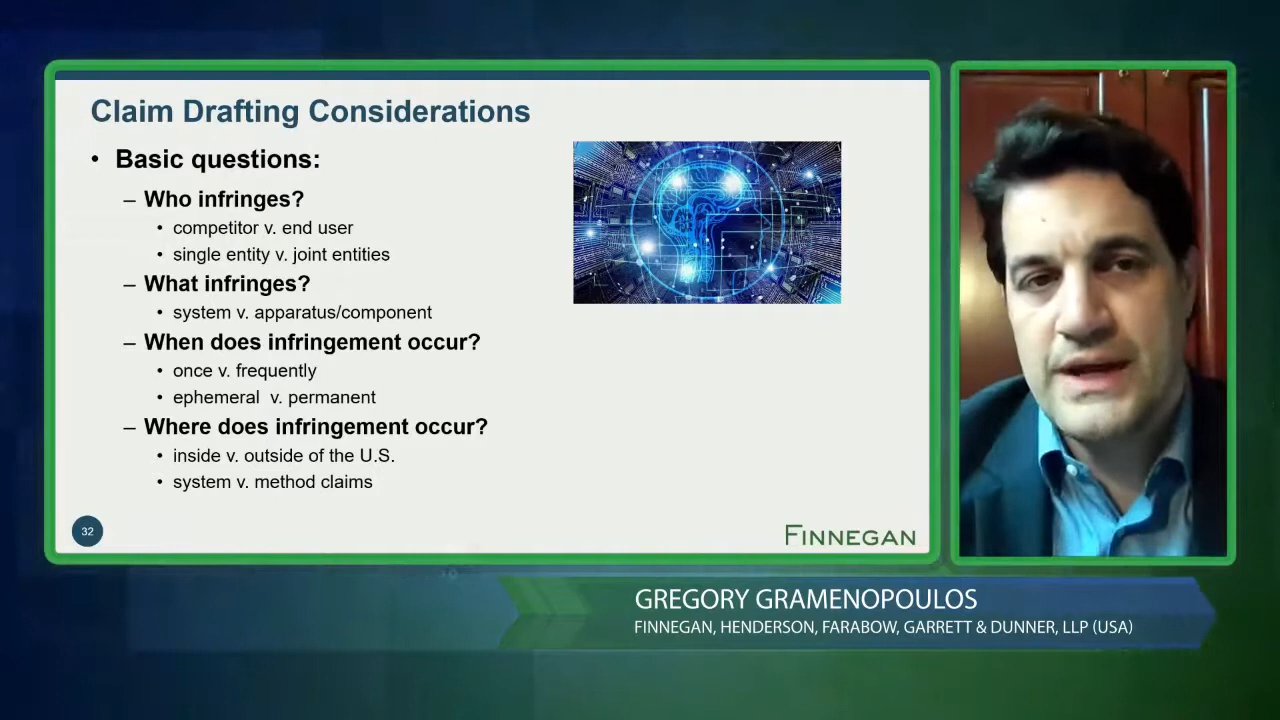 Claim Drafting Considerations
• Basic questions:
– Who infringes?
• competitor v. end user
• single entity v. joint entities
– What infringes?
• system v. apparatus/component
– When does infringement occur?
• once v. frequently
• ephemeral v. permanent
– Where does infringement occur?
• inside v. outside of the U.S.
• system v. method claims
32
FINNEGAN
GREGORY GRAMENOPOULOS
FINNEGAN, HENDERSON, FARABOW, GARRETT & DUNNER, LLP (USA)